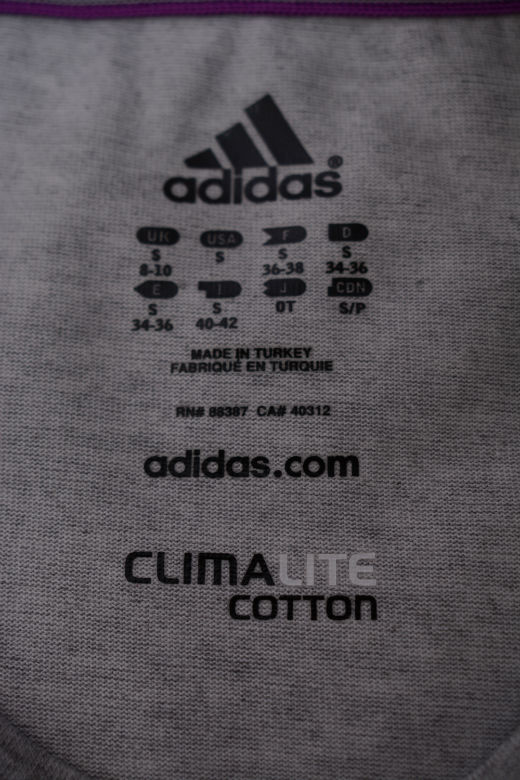 adidas®
UK USA F D
S S S S
8-10 36-38 34-36
E I J CDN
S S OT S/P
34-36 40-42
MADE IN TURKEY
FABRIQUÉ EN TURQUIE
RN# 88387 CA# 40312
adidas.com
CLIMALITE
COTTON